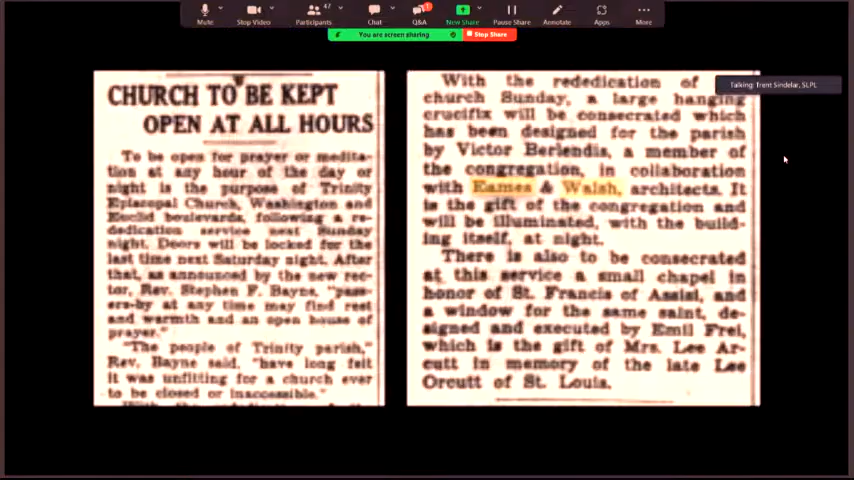 Mute
Stop Video
Participants
47
Chat
Q&A
1
New Share
Pause Share
Annotate
Apps
More
You are screen sharing
Stop Share
Talking: Trent Sindelar, SLPL
CHURCH TO BE KEPT
OPEN AT ALL HOURS
To be open for prayer or medita-
tion at any hour of the day or
night is the purpose of Trinity
Episcopal Church, Washington and
Euclid boulevards, following a re-
dedication service next Sunday
night. Doors will be locked for the
last time next Saturday night. After
that, as announced by the new rec-
tor, Rev. Stephen F. Bayne, "pass-
ers-by at any time may find rest
and warmth and an open house of
prayer."
"The people of Trinity parish,"
Rev. Bayne said, "have long felt
it was unfitting for a church ever
to be closed or inaccessible."
With the rededication of
church Sunday, a large hanging
crucifix will be consecrated which
has been designed for the parish
by Victor Berlendis, a member of
the congregation, in collaboration
with Eames & Walsh, architects. It
is the gift of the congregation and
will be illuminated, with the build-
ing itself, at night.
There is also to be consecrated
at this service a small chapel in
honor of St. Francis of Assisi, and
a window for the same saint, de-
signed and executed by Emil Frei,
which is the gift of Mrs. Lee Ar-
cutt in memory of the late Lee
Orcutt of St. Louis.